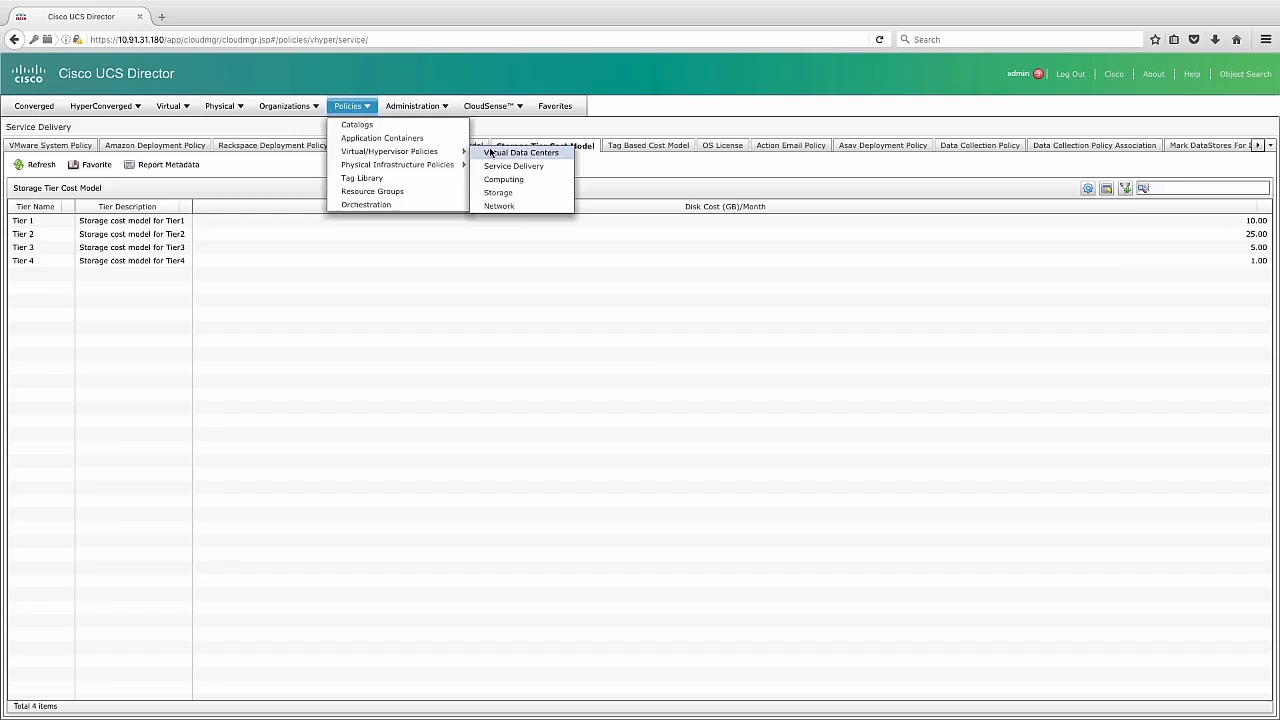 Cisco UCS Director
https://10.91.31.180/app/cloudmgr/cloudmgr.jsp#/policies/vhyper/service/
Search
CISCO
Cisco UCS Director
admin
Log Out
Cisco
About
Help
Object Search
Converged
HyperConverged
Virtual
Physical
Organizations
Policies
Administration
CloudSense™
Favorites
Service Delivery
Catalogs
Application Containers
Virtual/Hypervisor Policies
Physical Infrastructure Policies
Tag Library
Resource Groups
Orchestration
Virtual Data Centers
Service Delivery
Computing
Storage
Network
VMware System Policy
Amazon Deployment Policy
Rackspace Deployment Policy
Storage Tier Cost Model
Tag Based Cost Model
OS License
Action Email Policy
Asav Deployment Policy
Data Collection Policy
Data Collection Policy Association
Mark DataStores For
Refresh
Favorite
Report Metadata
Storage Tier Cost Model
Tier Name Tier Description Disk Cost (GB)/Month
Tier 1 Storage cost model for Tier1 10.00
Tier 2 Storage cost model for Tier2 25.00
Tier 3 Storage cost model for Tier3 5.00
Tier 4 Storage cost model for Tier4 1.00
Total 4 items